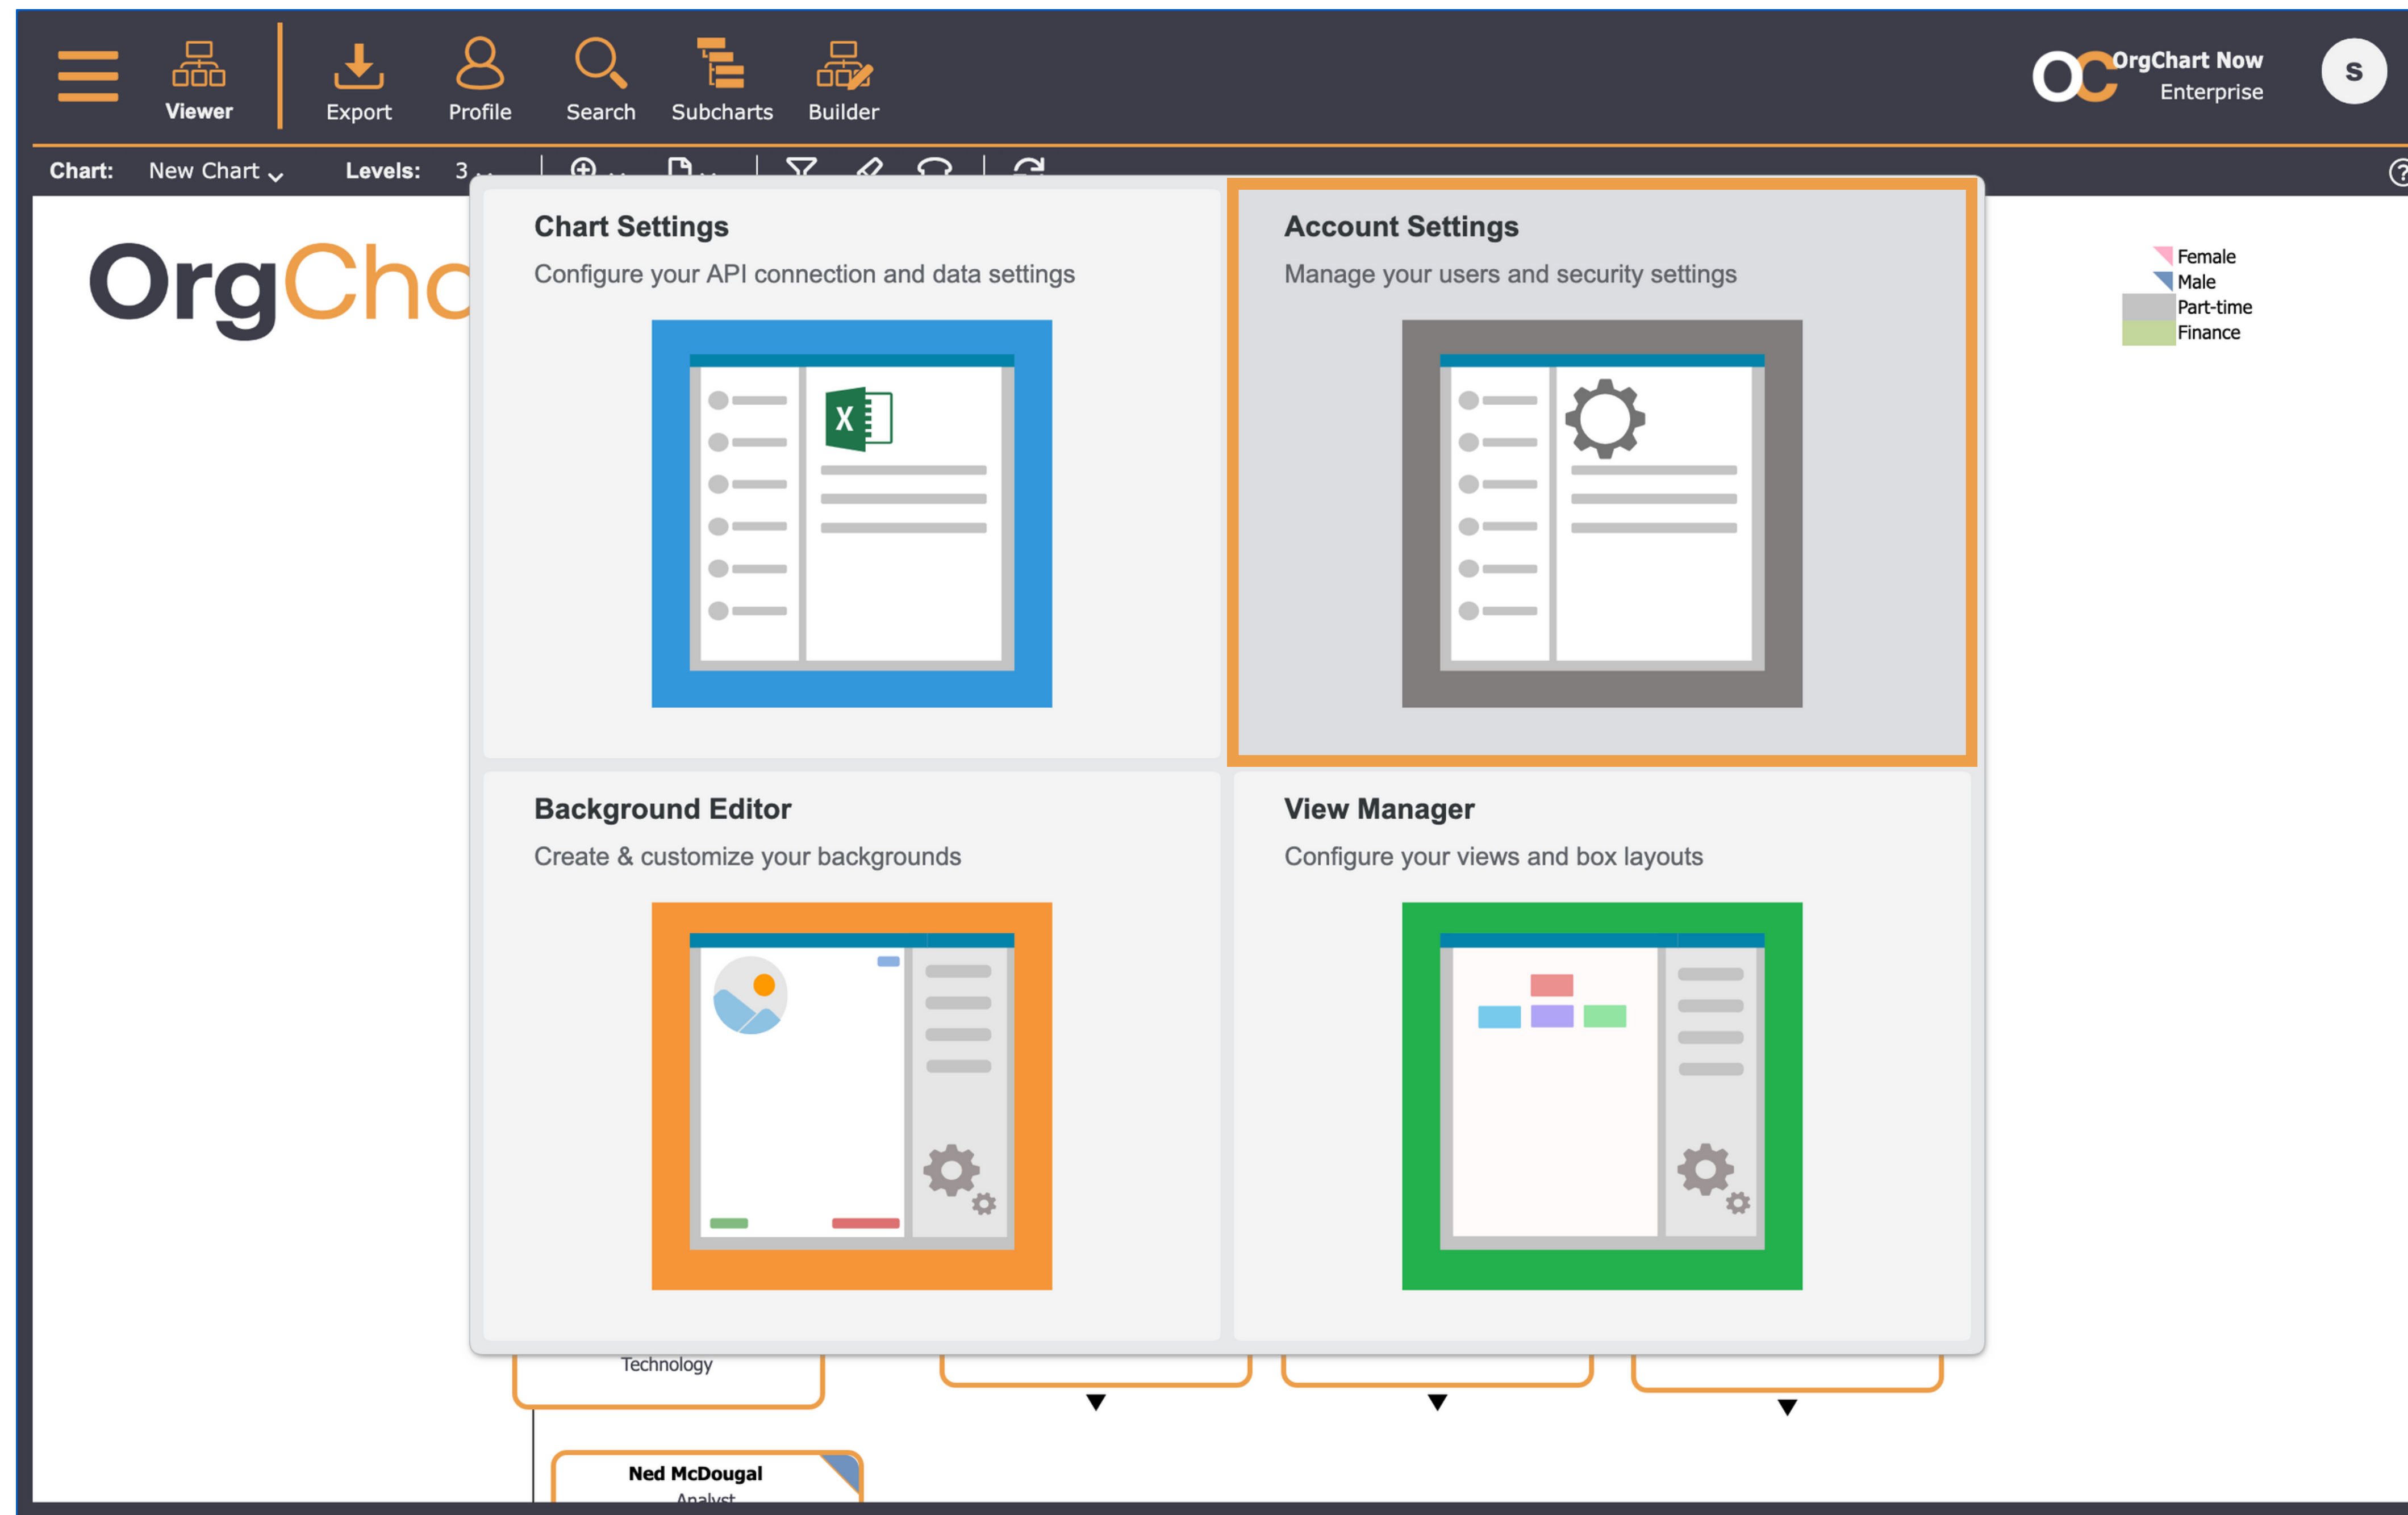 Viewer
Export
Profile
Search
Subcharts
Builder
OC
OrgChart Now
Enterprise
S
Chart:
New Chart
Levels:
3
OrgCh
Chart Settings
Configure your API connection and data settings
X
Account Settings
Manage your users and security settings
Female
Male
Part-time
Finance
Background Editor
Create & customize your backgrounds
View Manager
Configure your views and box layouts
Technology
Ned McDougal
Analyst